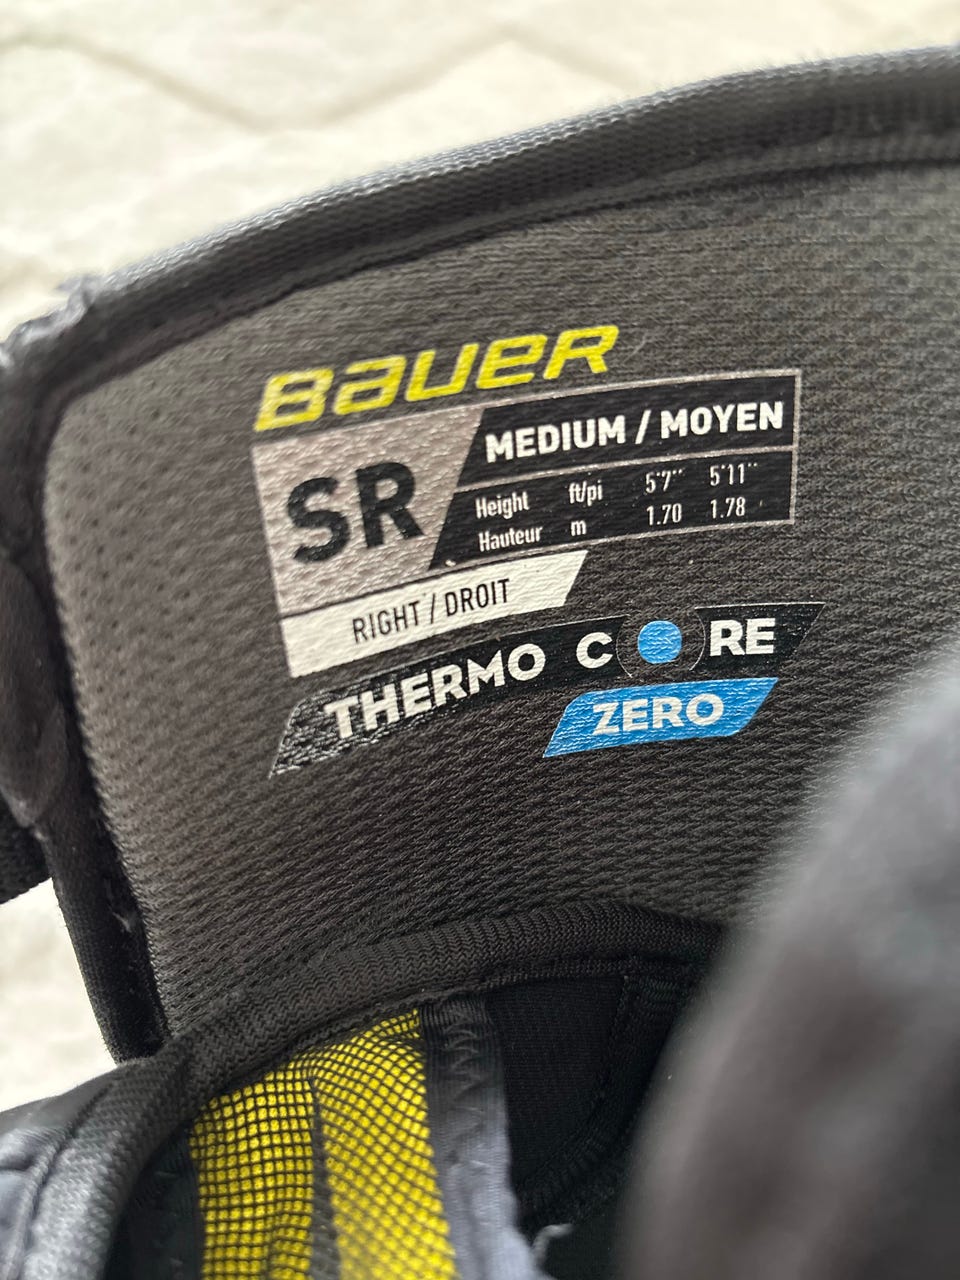 BAUER
SR
MEDIUM / MOYEN
Height ft/pi 5'7" 5'11"
Hauteur m 1.70 1.78
RIGHT / DROIT
THERMO CORE
ZERO